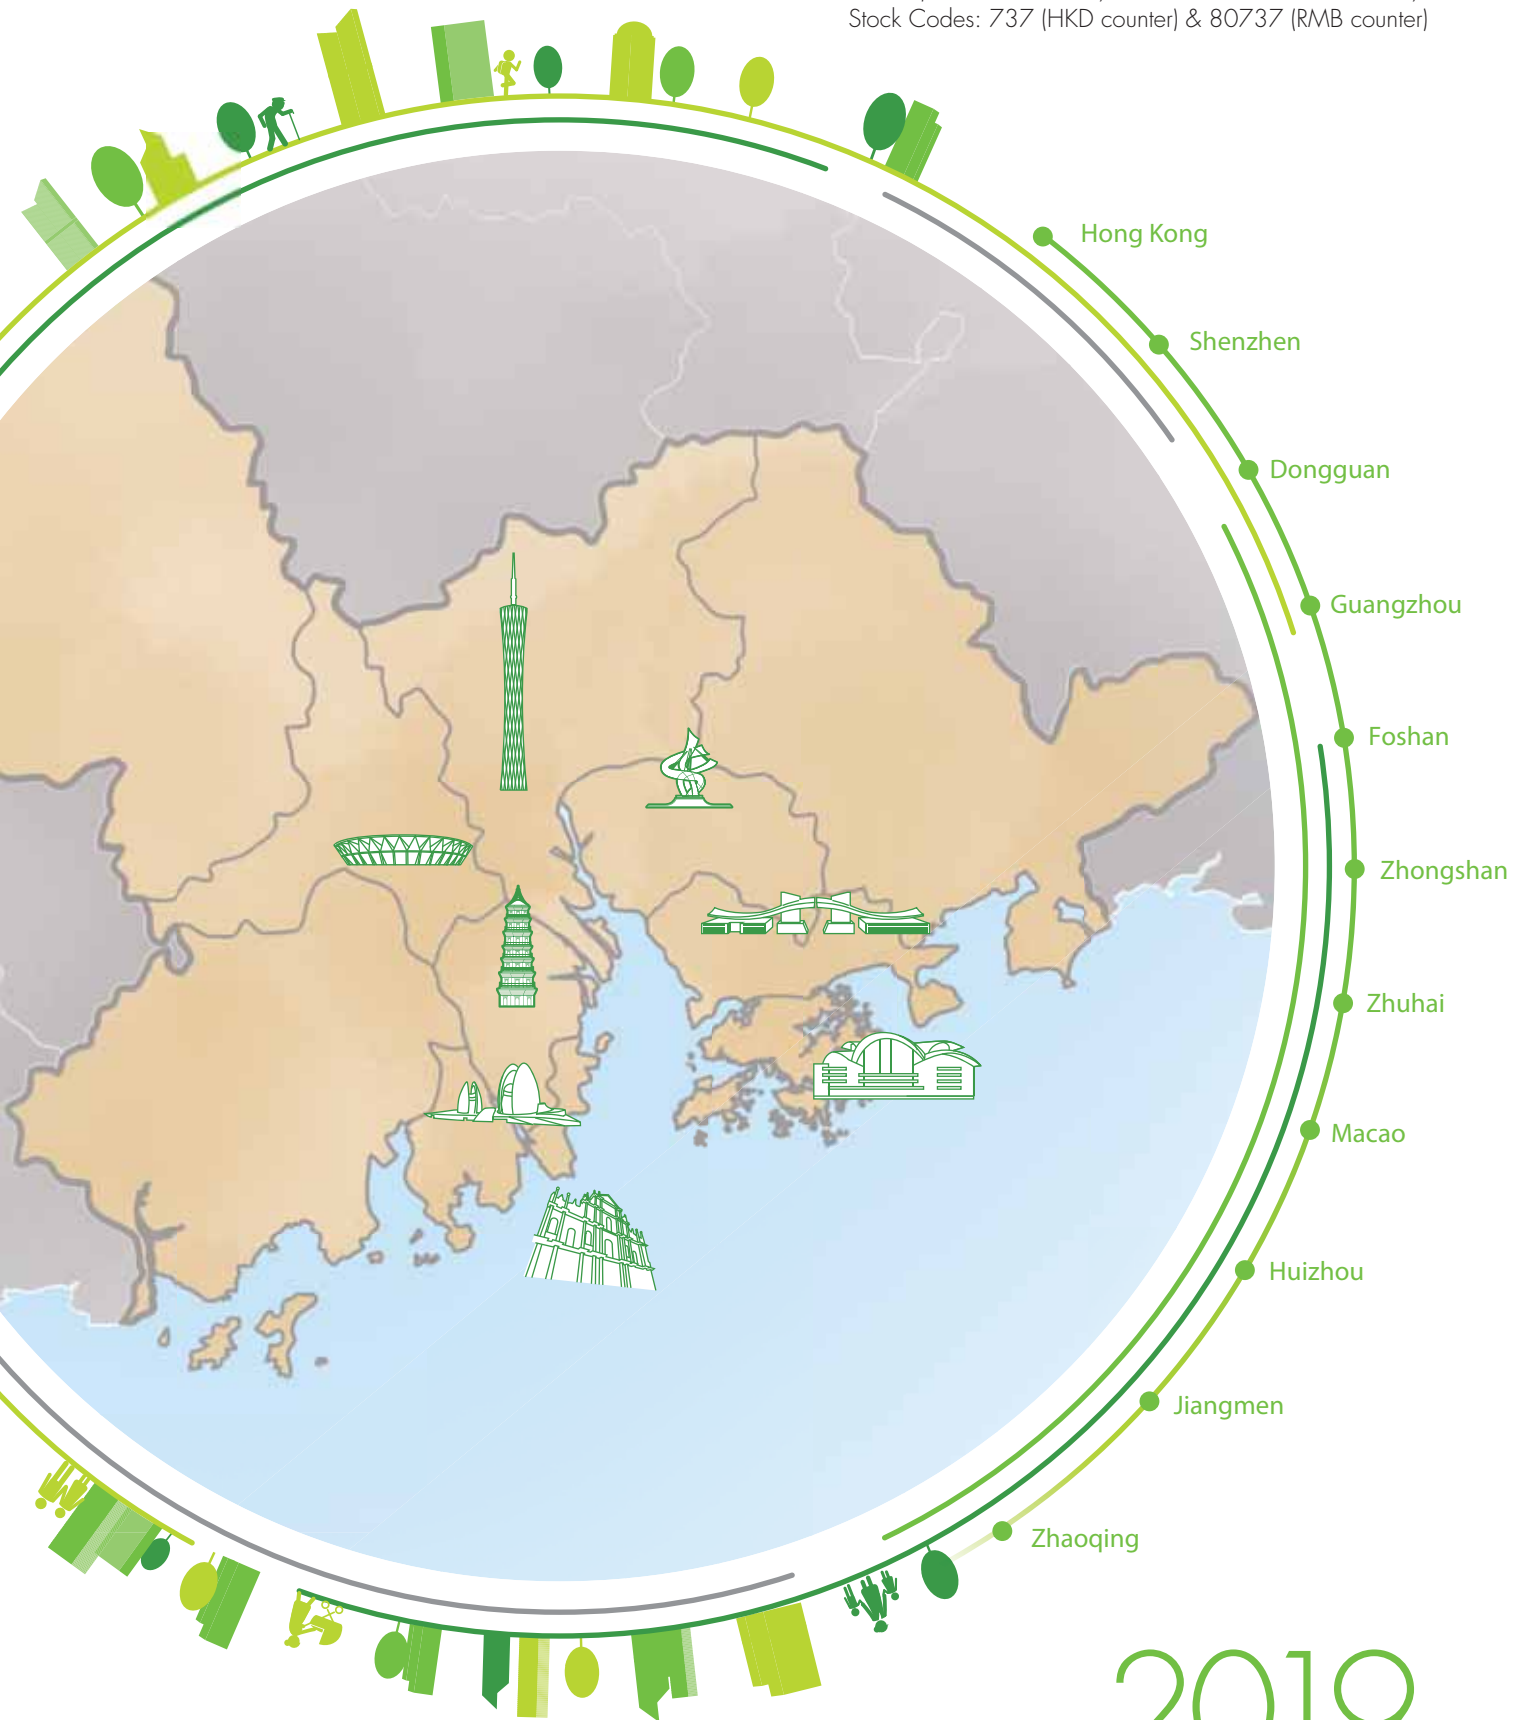 Stock Codes: 737 (HKD counter) & 80737 (RMB counter)
Hong Kong
Shenzhen
Dongguan
Guangzhou
Foshan
Zhongshan
Zhuhai
Macao
Huizhou
Jiangmen
Zhaoqing